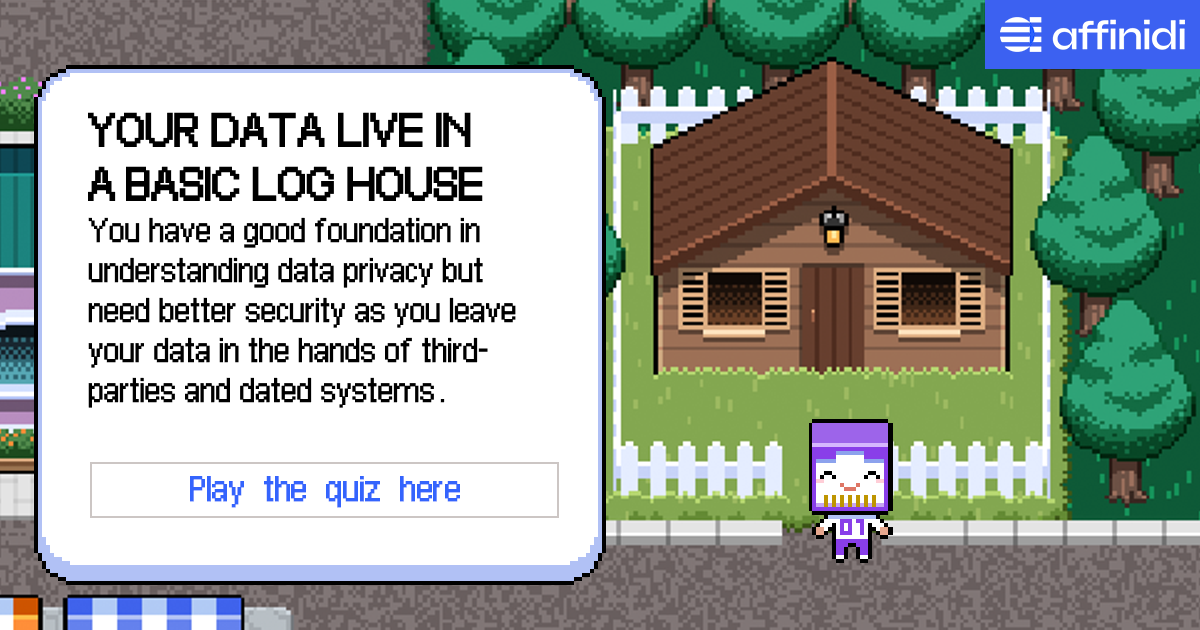 affinidi
YOUR DATA LIVE IN
A BASIC LOG HOUSE
You have a good foundation in
understanding data privacy but
need better security as you leave
your data in the hands of third-
parties and dated systems.
Play the quiz here
01